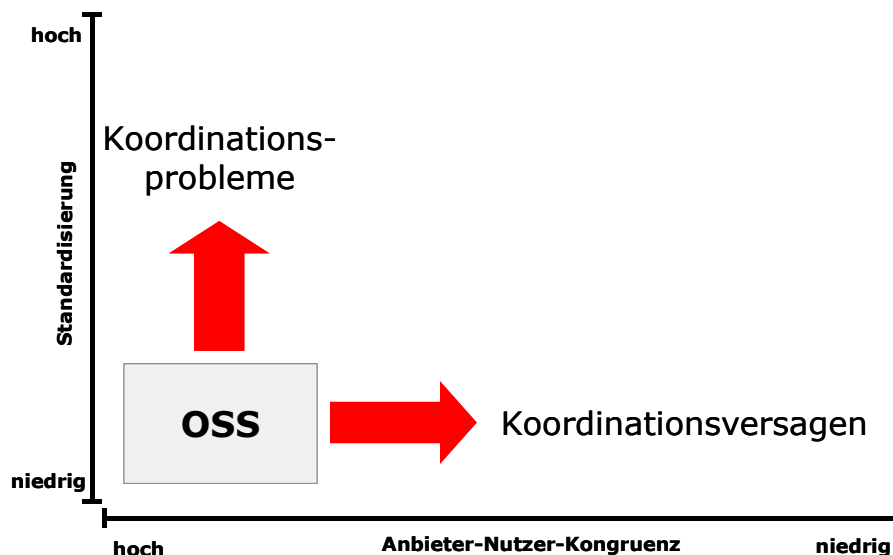 hoch
Koordinations-
probleme
Standardisierung
OSS
Koordinationsversagen
niedrig
hoch
Anbieter-Nutzer-Kongruenz
niedrig